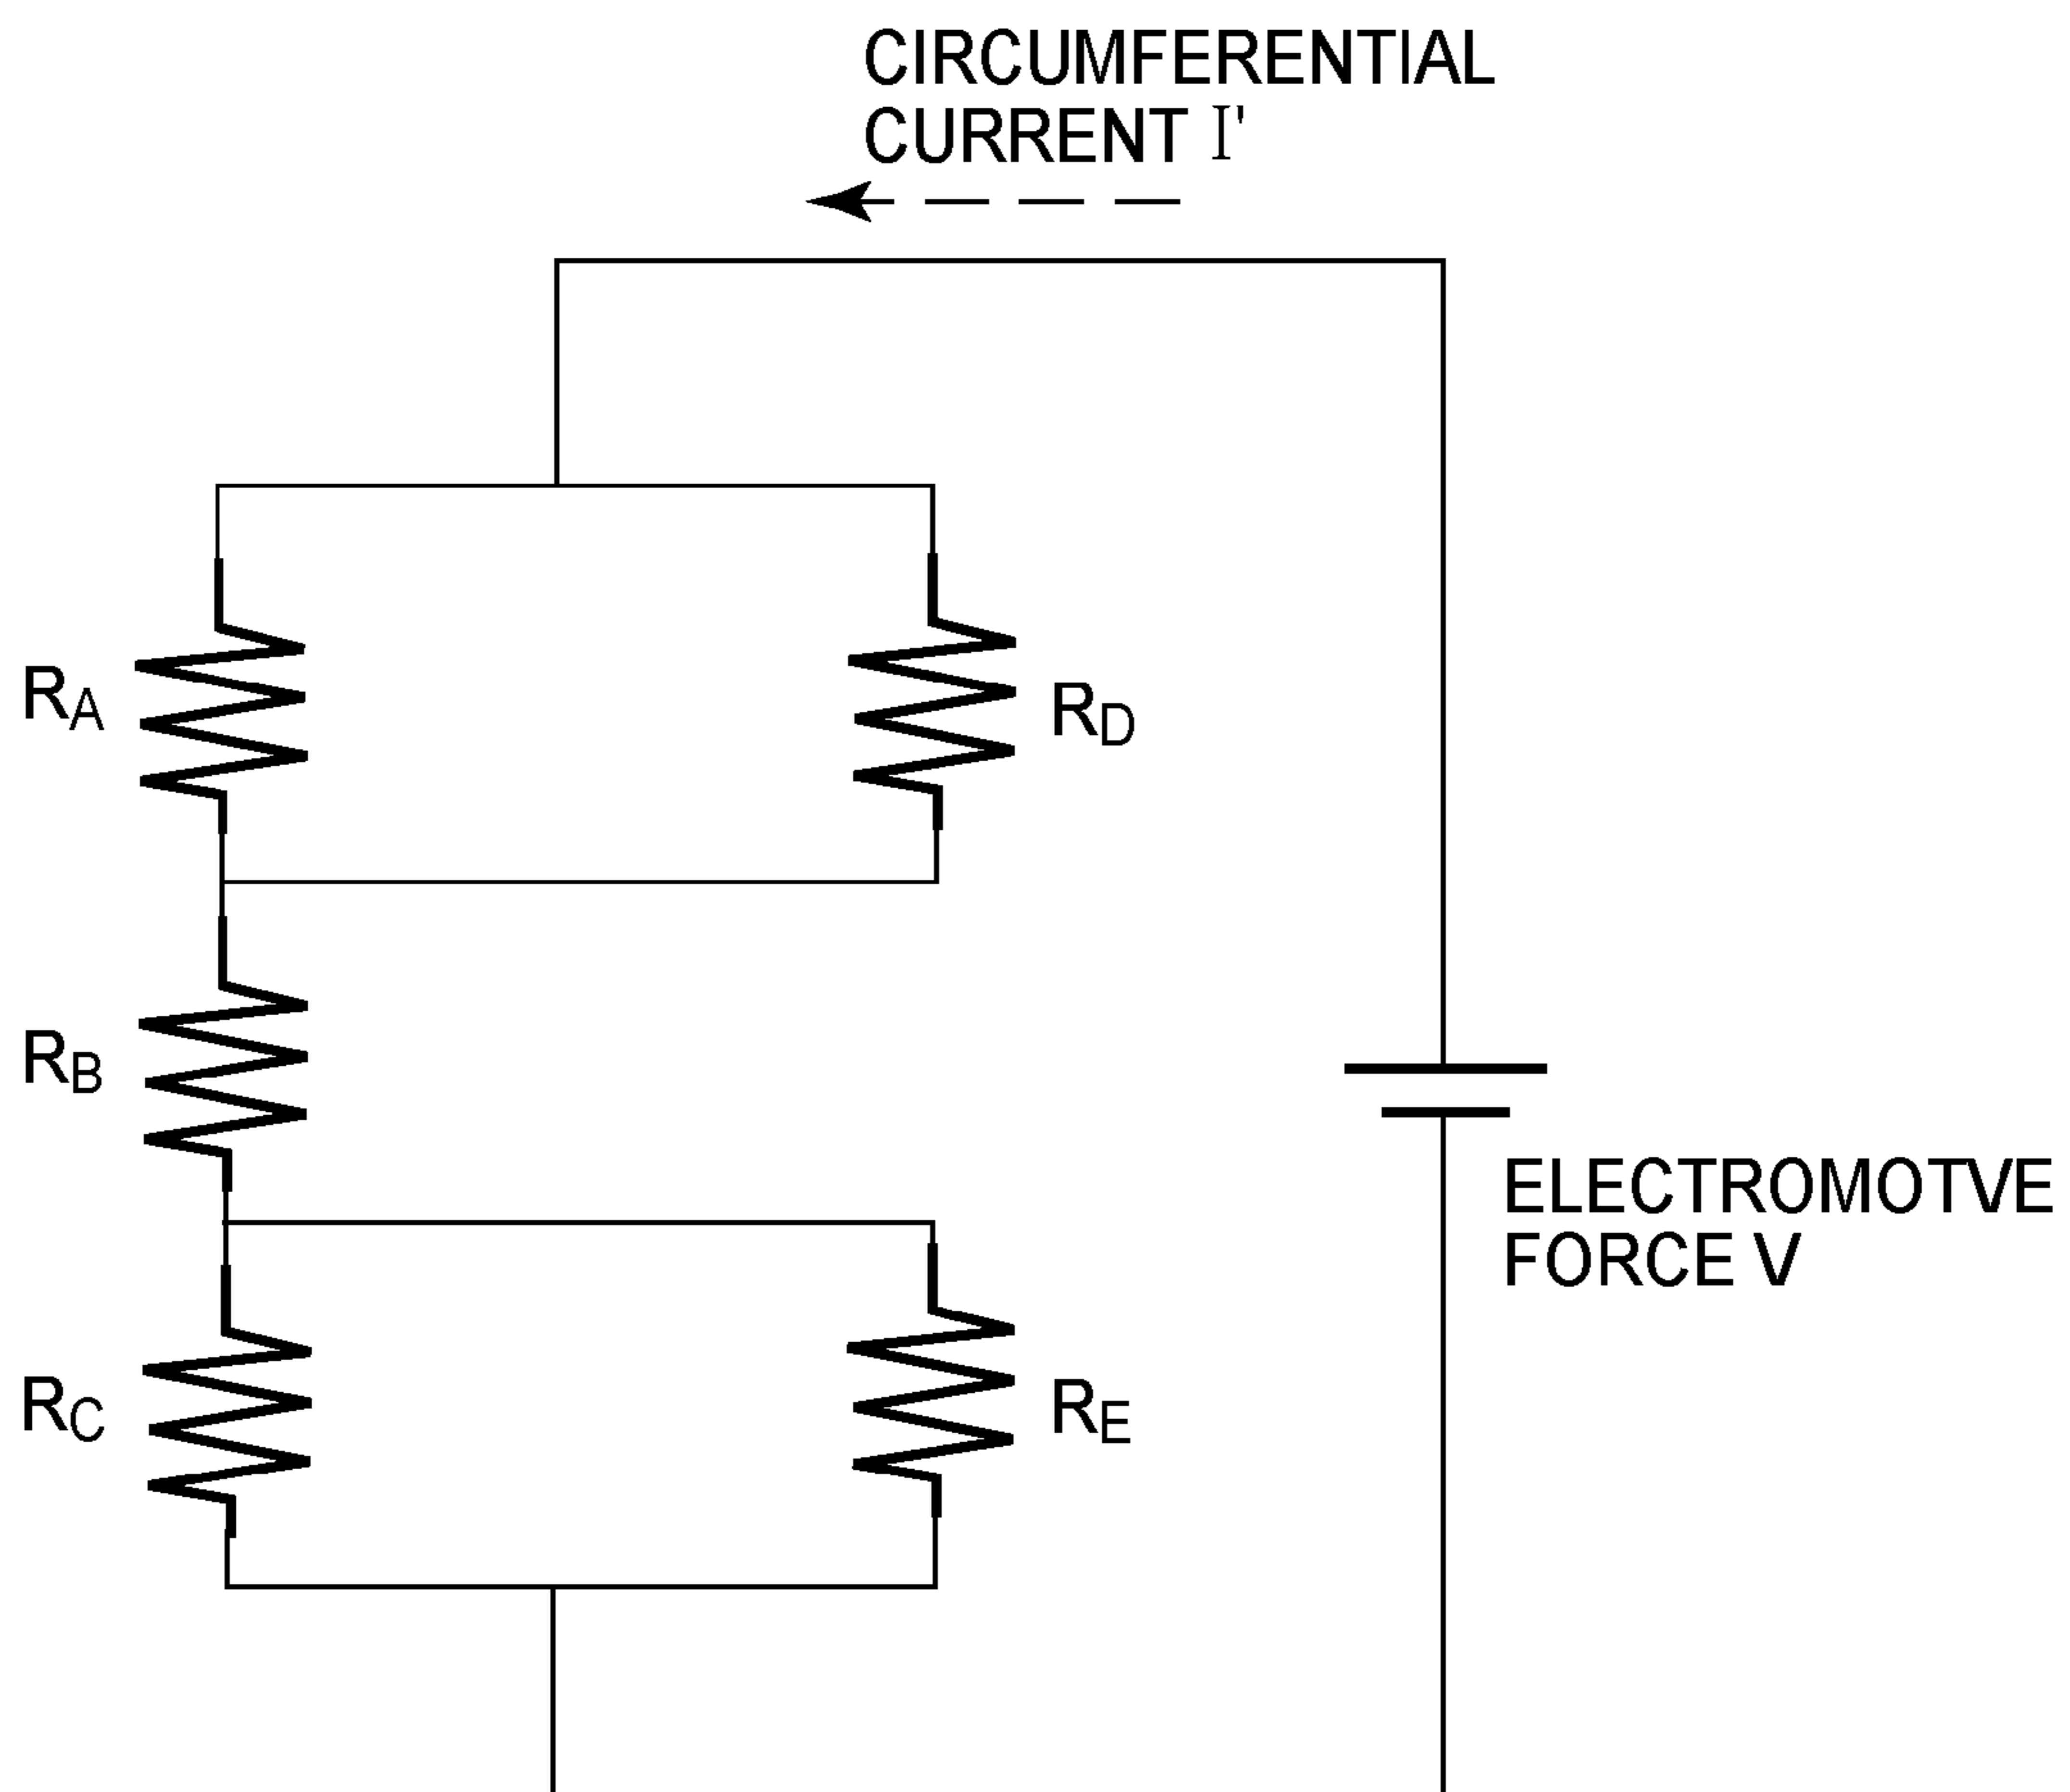 CIRCUMFERENTIAL
CURRENT I'
RA
RD
RB
ELECTROMOTVE
FORCE V
RC
RE